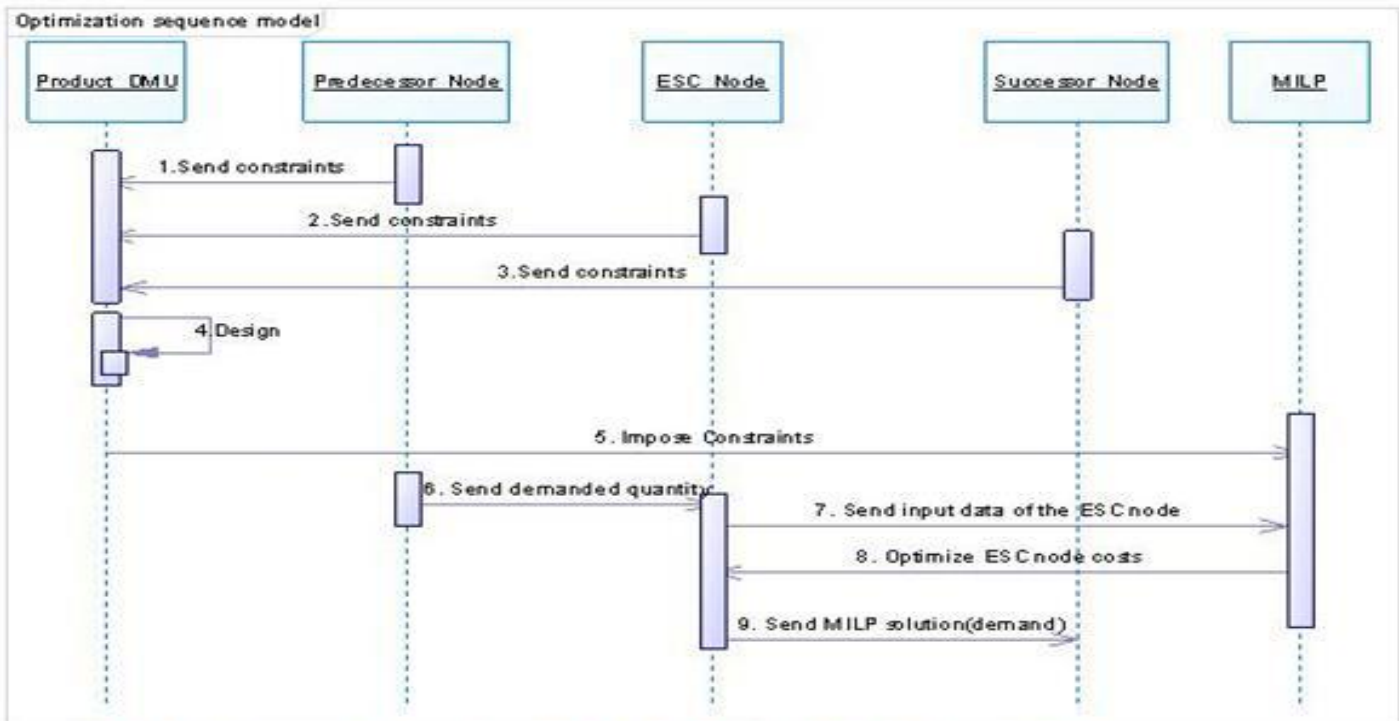 Optimization sequence model
Product DMU
Predecessor Node
ESC Node
Successor Node
MILP
1.Send constraints
2.Send constraints
3.Send constraints
4.Design
5. Impose Constraints
6. Send demanded quantity
7. Send input data of the ESC node
8. Optimize ESC node costs
9. Send MILP solution(demand)